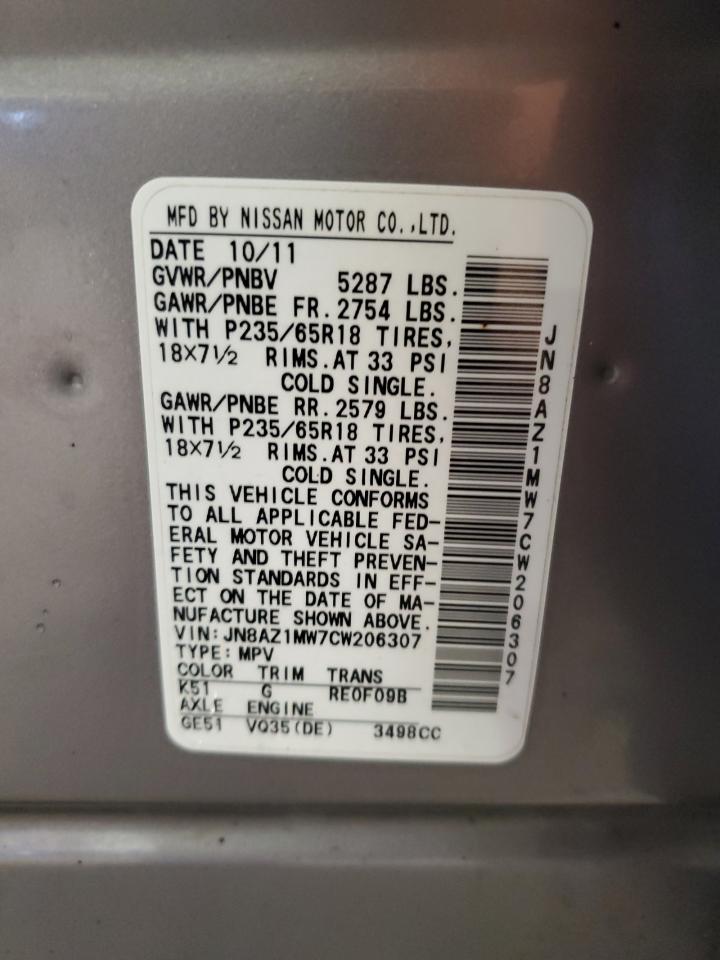 MFD BY NISSAN MOTOR CO.,LTD.
DATE 10/11
GVWR/PNBV 5287 LBS.
GAWR/PNBE FR.2754 LBS.
WITH P235/65R18 TIRES,
18×7½ RIMS.AT 33 PSI
COLD SINGLE.
GAWR/PNBE RR.2579 LBS.
WITH P235/65R18 TIRES,
18×7½ RIMS.AT 33 PSI
COLD SINGLE.
THIS VEHICLE CONFORMS
TO ALL APPLICABLE FED-
ERAL MOTOR VEHICLE SA-
FETY AND THEFT PREVEN-
TION STANDARDS IN EFF-
ECT ON THE DATE OF MA-
NUFACTURE SHOWN ABOVE.
VIN:JN8AZ1MW7CW206307
TYPE:MPV
COLOR TRIM TRANS
K51 G RE0F09B
AXLE ENGINE
GE51 VQ35(DE) 3498CC
JN8AZ1MW7CW206307